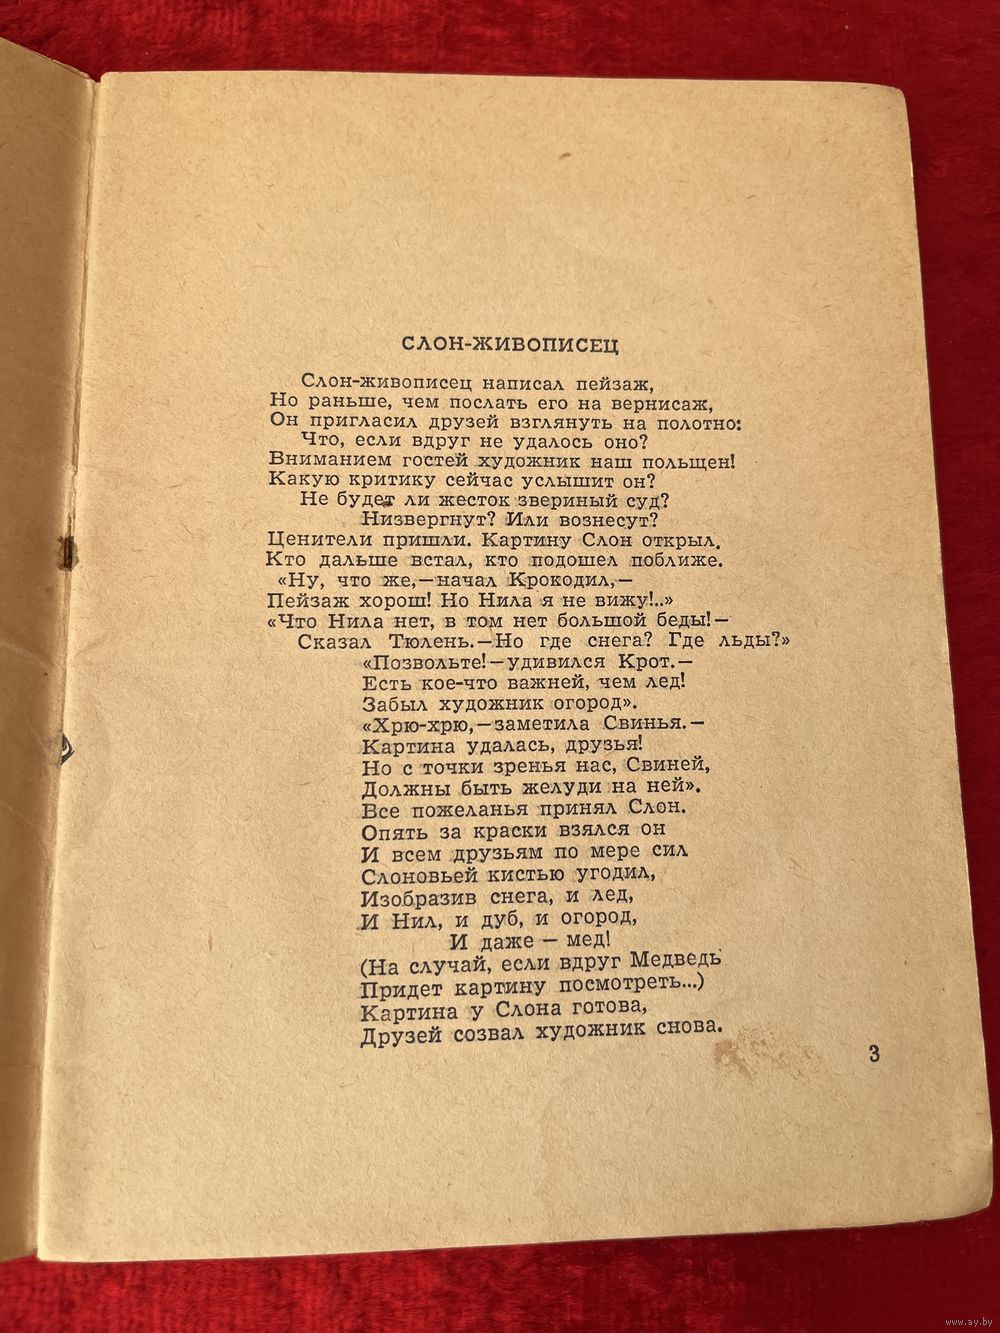 СЛОН-ЖИВОПИСЕЦ
Слон-живописец написал пейзаж,
Но раньше, чем послать его на вернисаж,
Он пригласил друзей взглянуть на полотно:
Что, если вдруг не удалось оно?
Вниманием гостей художник наш польщен!
Какую критику сейчас услышит он?
Не будет ли жесток звериный суд?
Низвергнут? Или вознесут?
Ценители пришли. Картину Слон открыл.
Кто дальше встал, кто подошел поближе.
«Ну, что же,—начал Крокодил,—
Пейзаж хорош! Но Нила я не вижу!..»
«Что Нила нет, в том нет большой беды!—
Сказал Тюлень.—Но где снега? Где льды?»
«Позвольте!—удивился Крот.—
Есть кое-что важней, чем лед!
Забыл художник огород».
«Хрю-хрю,—заметила Свинья.—
Картина удалась, друзья!
Но с точки зренья нас, Свиней,
Должны быть желуди на ней».
Все пожеланья принял Слон.
Опять за краски взялся он
И всем друзьям по мере сил
Слоновьей кистью угодил,
Изобразив снега, и лед,
И Нил, и дуб, и огород,
И даже — мед!
(На случай, если вдруг Медведь
Придет картину посмотреть...)
Картина у Слона готова,
Друзей созвал художник снова.
3
www.ay.by